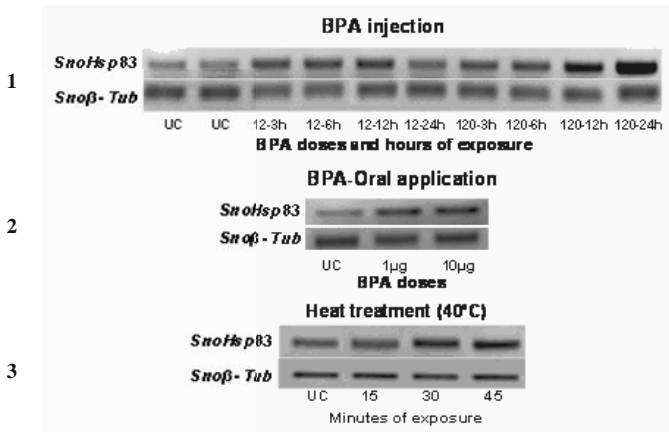 BPA injection
1
SnoHsp83
Snoβ-Tub
UC UC 12-3h 12-6h 12-12h 12-24h 120-3h 120-6h 120-12h 120-24h
BPA doses and hours of exposure
BPA-Oral application
2
SnoHsp83
Snoβ-Tub
UC 1µg 10µg
BPA doses
Heat treatment (40°C)
3
SnoHsp83
Snoβ-Tub
UC 15 30 45
Minutes of exposure